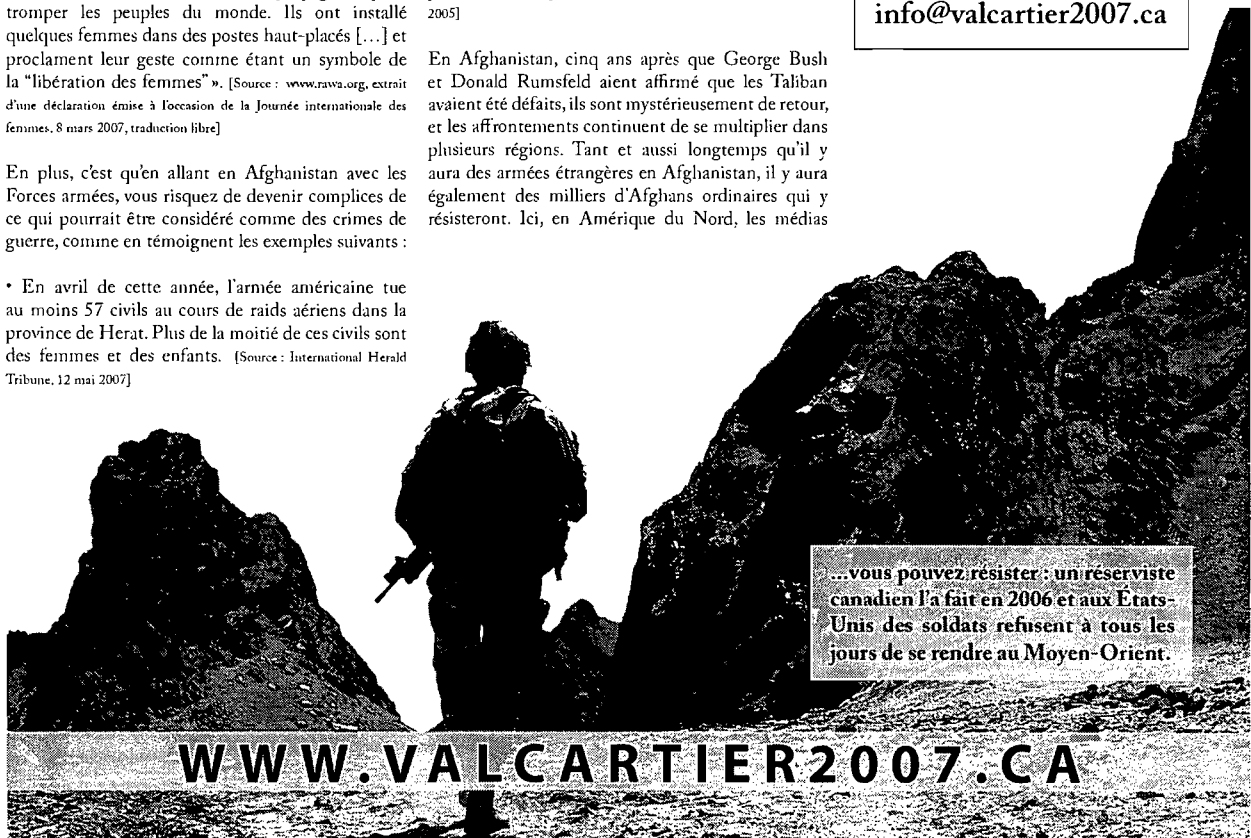 tromper les peuples du monde. Ils ont installé
quelques femmes dans des postes haut-placés […] et
proclament leur geste comme étant un symbole de
la "libération des femmes" ». [Source : www.rawa.org, extrait
d'une déclaration émise à l'occasion de la Journée internationale des
femmes, 8 mars 2007, traduction libre]
En plus, c'est qu'en allant en Afghanistan avec les
Forces armées, vous risquez de devenir complices de
ce qui pourrait être considéré comme des crimes de
guerre, comme en témoignent les exemples suivants :
• En avril de cette année, l'armée américaine tue
au moins 57 civils au cours de raids aériens dans la
province de Herat. Plus de la moitié de ces civils sont
des femmes et des enfants. [Source : International Herald
Tribune, 12 mai 2007]
2005]
En Afghanistan, cinq ans après que George Bush
et Donald Rumsfeld aient affirmé que les Taliban
avaient été défaits, ils sont mystérieusement de retour,
et les affrontements continuent de se multiplier dans
plusieurs régions. Tant et aussi longtemps qu'il y
aura des armées étrangères en Afghanistan, il y aura
également des milliers d'Afghans ordinaires qui y
résisteront. Ici, en Amérique du Nord, les médias
info@valcartier2007.ca
...vous pouvez résister : un réserviste
canadien l'a fait en 2006 et aux États-
Unis des soldats refusent à tous les
jours de se rendre au Moyen-Orient.
WWW.VALCARTIER2007.CA